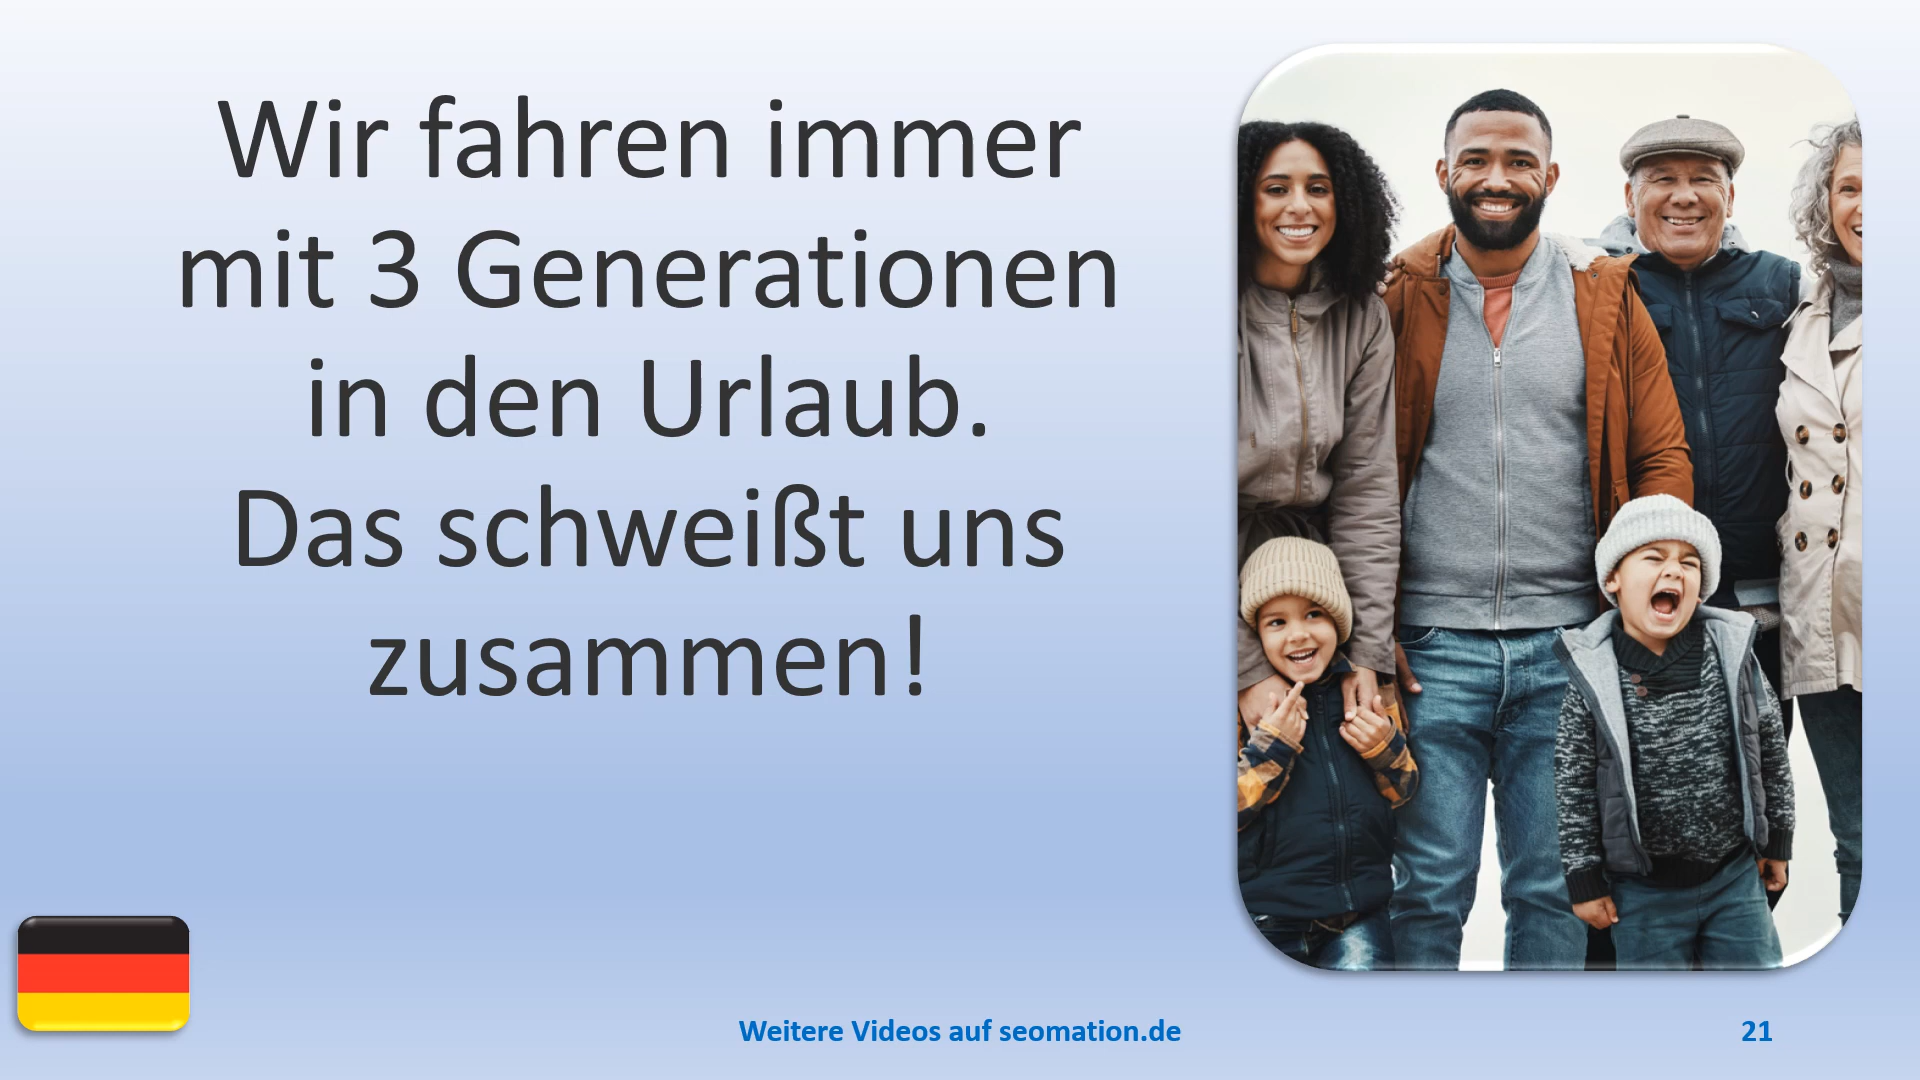 Wir fahren immer
mit 3 Generationen
in den Urlaub.
Das schweißt uns
zusammen!
Weitere Videos auf seomation.de
21